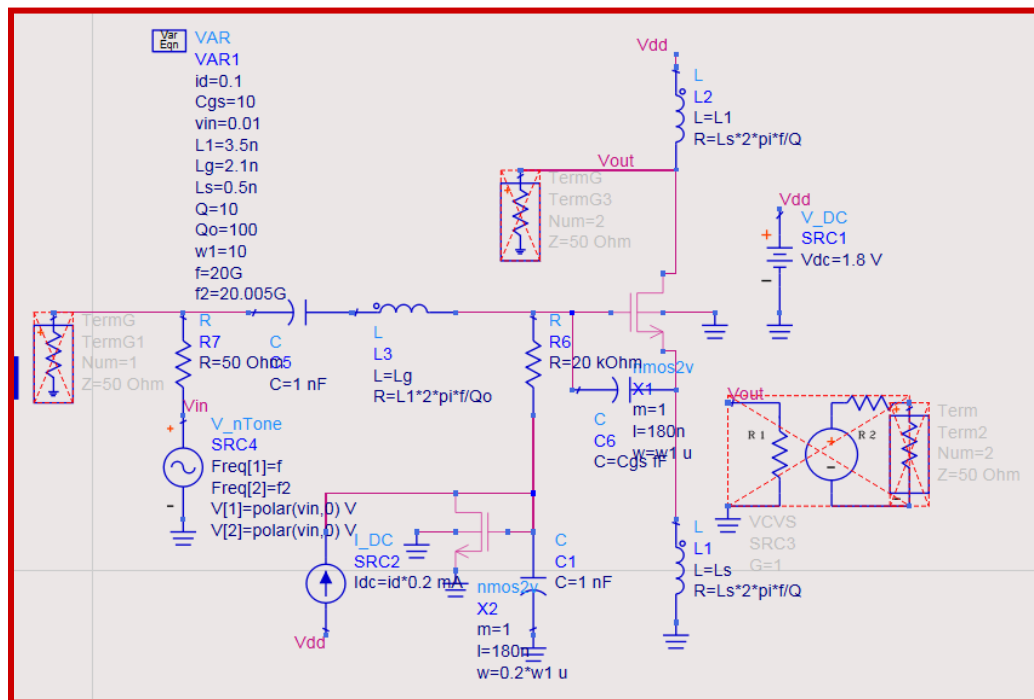 Var
Eqn
VAR
VAR1
id=0.1
Cgs=10
vin=0.01
L1=3.5n
Lg=2.1n
Ls=0.5n
Q=10
Qo=100
w1=10
f=20G
f2=20.005G
Vdd
L
L2
L=L1
R=Ls*2*pi*f/Q
Vout
TermG
TermG3
Num=2
Z=50 Ohm
Vdd
V_DC
SRC1
Vdc=1.8 V
TermG
TermG1
Num=1
Z=50 Ohm
R
R7
R=50 Ohm
C
C5
C=1 nF
L
L3
L=Lg
R=L1*2*pi*f/Qo
R
R6
R=20 kOhm
nmos2v
X1
m=1
l=180n
w=w1 u
C
C6
C=Cgs fF
Vin
V_nTone
SRC4
Freq[1]=f
Freq[2]=f2
V[1]=polar(vin,0) V
V[2]=polar(vin,0) V
Vout
R 1
R 2
Term
Term2
Num=2
Z=50 Ohm
VCVS
SRC3
G=1
I_DC
SRC2
Idc=id*0.2 mA
Vdd
nmos2v
X2
m=1
l=180n
w=0.2*w1 u
C
C1
C=1 nF
L
L1
L=Ls
R=Ls*2*pi*f/Q